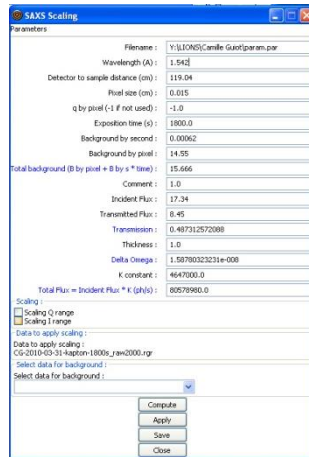 SAXS Scaling
Parameters
Filename : Y:\LIONS\Camille Guiot\param.par
Wavelength (A) : 1.542
Detector to sample distance (cm) : 119.04
Pixel size (cm) : 0.015
q by pixel (-1 if not used) : -1.0
Exposition time (s) : 1800.0
Background by second : 0.00062
Background by pixel : 14.55
Total background (B by pixel + B by s * time) : 15.666
Comment : 1.0
Incident Flux : 17.34
Transmitted Flux : 8.45
Transmission : 0.487312572088
Thickness : 1.0
Delta Omega : 1.58780323231e-008
K constant : 4647000.0
Total Flux = Incident Flux * K (ph/s) : 80578980.0
Scaling :
Scaling Q range
Scaling I range
Data to apply scaling :
Data to apply scaling :
CG-2010-03-31-kapton-1800s_raw2000.rgr
Select data for background :
Select data for background :
Compute
Apply
Save
Close